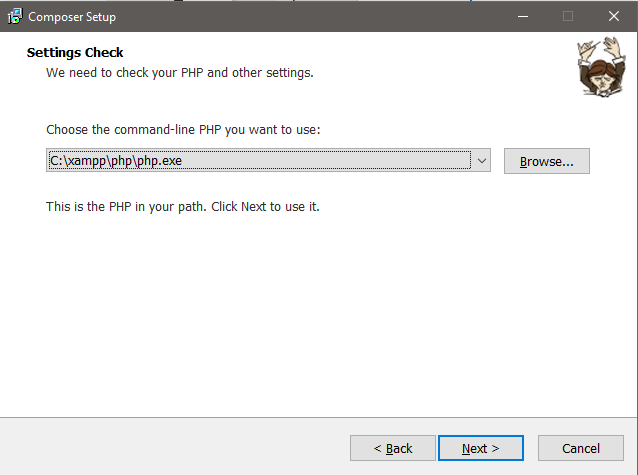 Composer Setup
Settings Check
We need to check your PHP and other settings.
Choose the command-line PHP you want to use:
C:\xampp\php\php.exe
Browse...
This is the PHP in your path. Click Next to use it.
< Back
Next >
Cancel